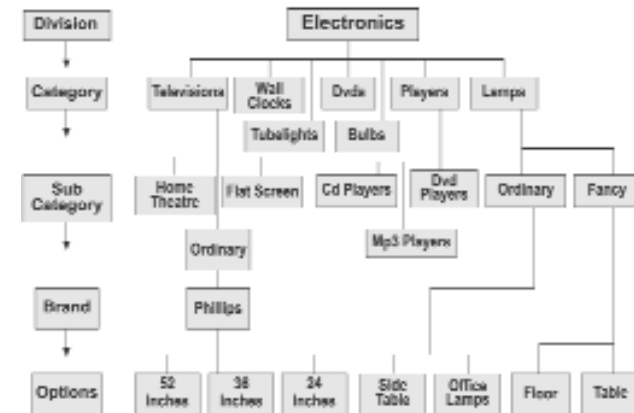 Division
Electronics
Category
Televisions
Wall
Clocks
Dvds
Players
Lamps
Tubelights
Bulbs
Sub
Category
Home
Theatre
Flat Screen
Cd Players
Dvd
Players
Ordinary
Fancy
Ordinary
Mp3 Players
Brand
Phillips
Options
52
Inches
36
Inches
24
Inches
Side
Table
Office
Lamps
Floor
Table